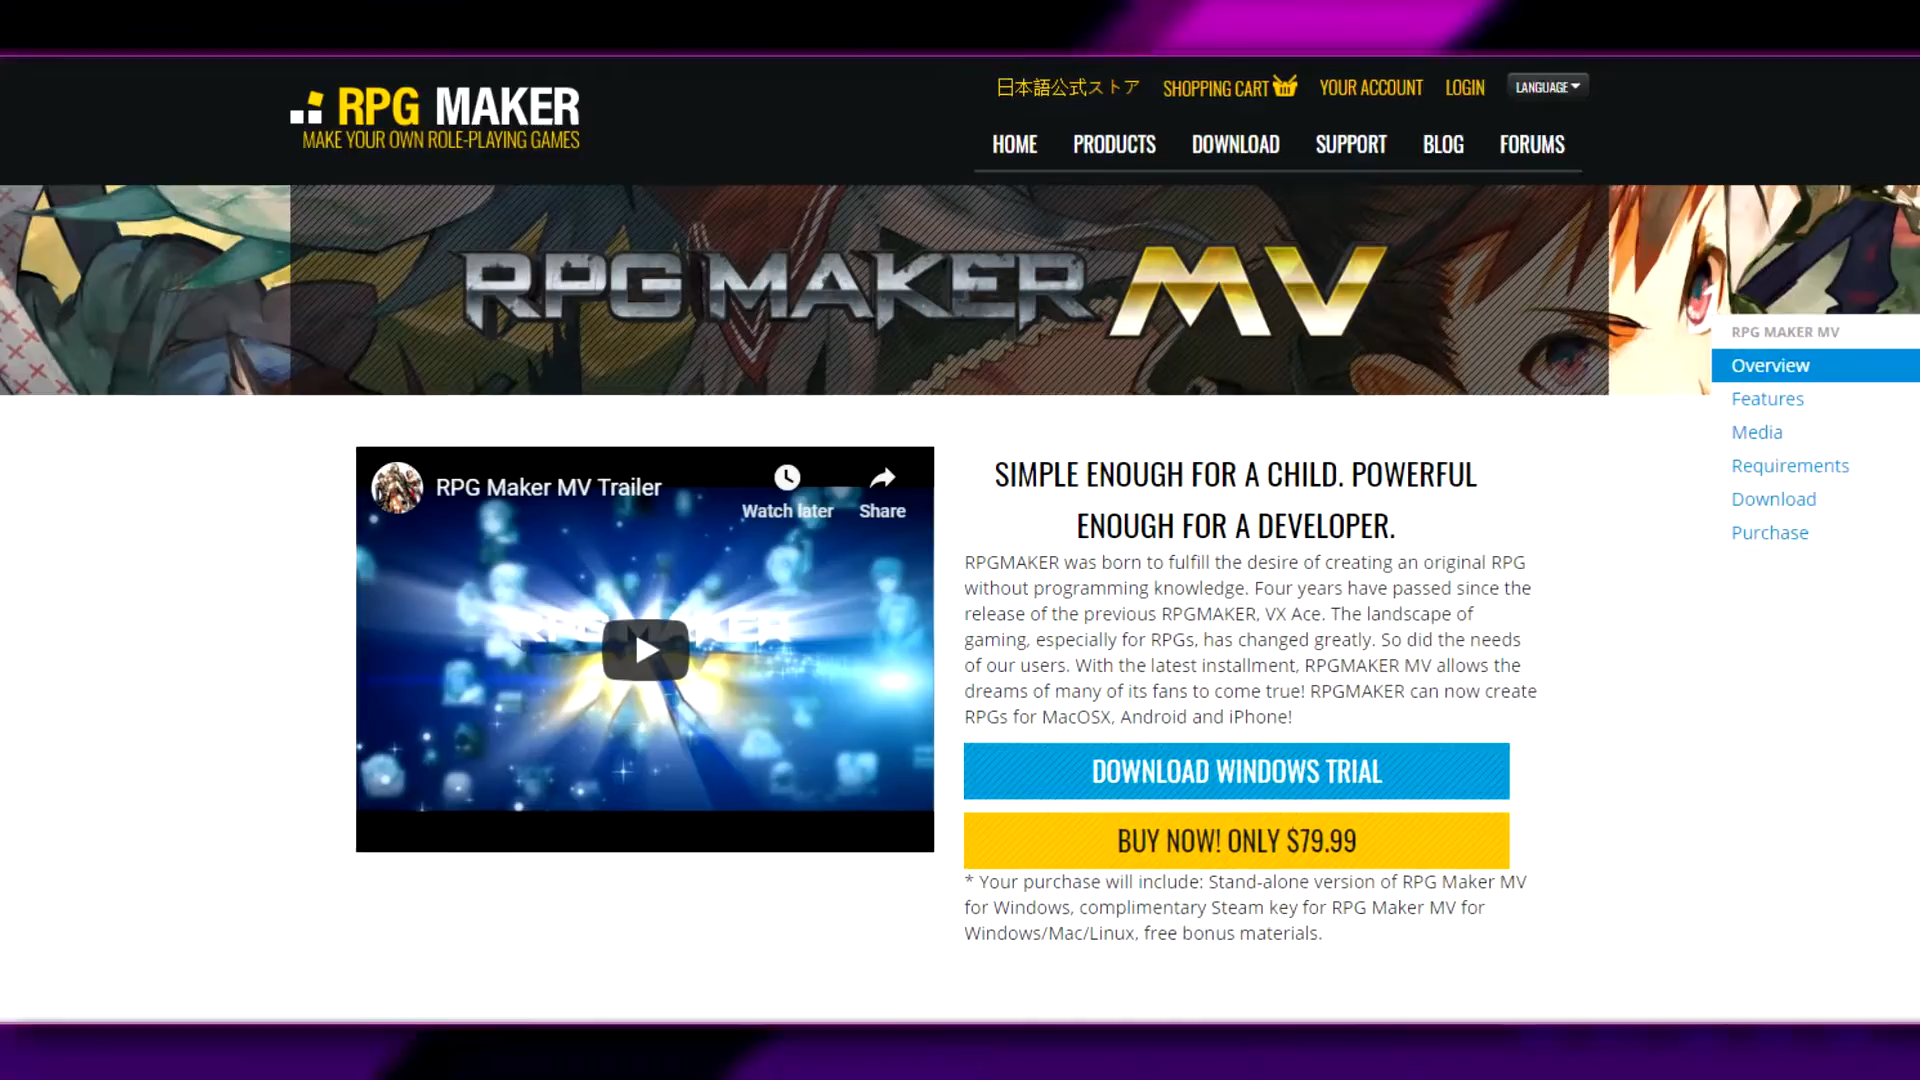 RPG MAKER
MAKE YOUR OWN ROLE-PLAYING GAMES
日本語公式ストア SHOPPING CART YOUR ACCOUNT LOGIN LANGUAGE
HOME PRODUCTS DOWNLOAD SUPPORT BLOG FORUMS
RPG MAKER MV
RPG MAKER MV
Overview
Features
Media
Requirements
Download
Purchase
RPG Maker MV Trailer
Watch later Share
RPG MAKER
SIMPLE ENOUGH FOR A CHILD. POWERFUL
ENOUGH FOR A DEVELOPER.
RPGMAKER was born to fulfill the desire of creating an original RPG
without programming knowledge. Four years have passed since the
release of the previous RPGMAKER, VX Ace. The landscape of
gaming, especially for RPGs, has changed greatly. So did the needs
of our users. With the latest installment, RPGMAKER MV allows the
dreams of many of its fans to come true! RPGMAKER can now create
RPGs for MacOSX, Android and iPhone!
DOWNLOAD WINDOWS TRIAL
BUY NOW! ONLY $79.99
* Your purchase will include: Stand-alone version of RPG Maker MV
for Windows, complimentary Steam key for RPG Maker MV for
Windows/Mac/Linux, free bonus materials.